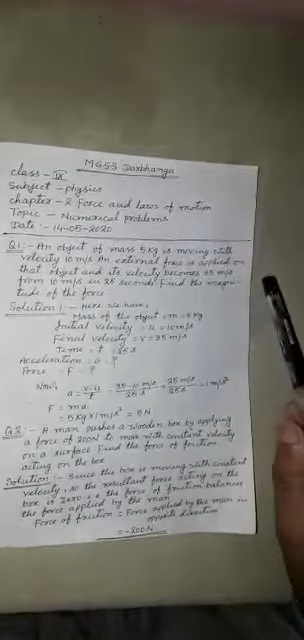 MGSS Darbhanga
class - IX
Subject - physics
chapter - 2 Force and laws of motion
Topic - Numerical problems
Date :- 14-05-2020
Q1:- An object of mass 5 Kg is moving with
velocity 10 m/s An external force is applied on
that object and its velocity becomes 35 m/s
from 10 m/s in 25 seconds. Find the magni-
tude of the force
Solution 1:- Here we have,
Mass of the object = m = 5 Kg
Initial velocity = u = 10 m/s
Final velocity = v = 35 m/s
Time = t = 25 s
Acceleration = a = ?
Force = F = ?
Now, a = v-u/t = 35-10 m/s/25 s = 25 m/s/25 s = 1 m/s²
F = ma
= 5 Kg X 1 m/s² = 5 N
Q2:- A man pushes a wooden box by applying
a force of 200N to move with constant velocity
on a surface. Find the force of friction
acting on the box
Solution :- Since the box is moving with constant
velocity, so the resultant force acting on the
box is zero i.e the force of friction balances
the force applied by the man
Force of friction = Force applied by the man in
opposite direction
= -200N